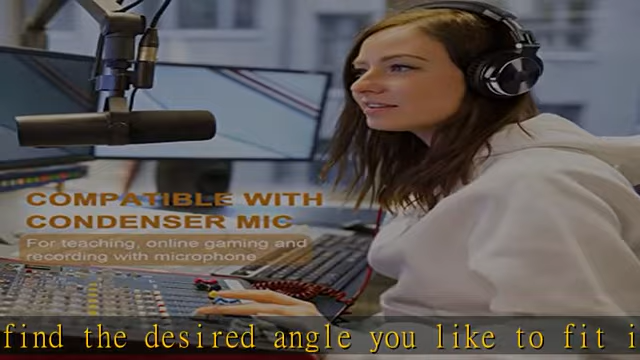 COMPATIBLE WITH
CONDENSER MIC
For teaching, online gaming and
recording with microphone
find the desired angle you like to fit i